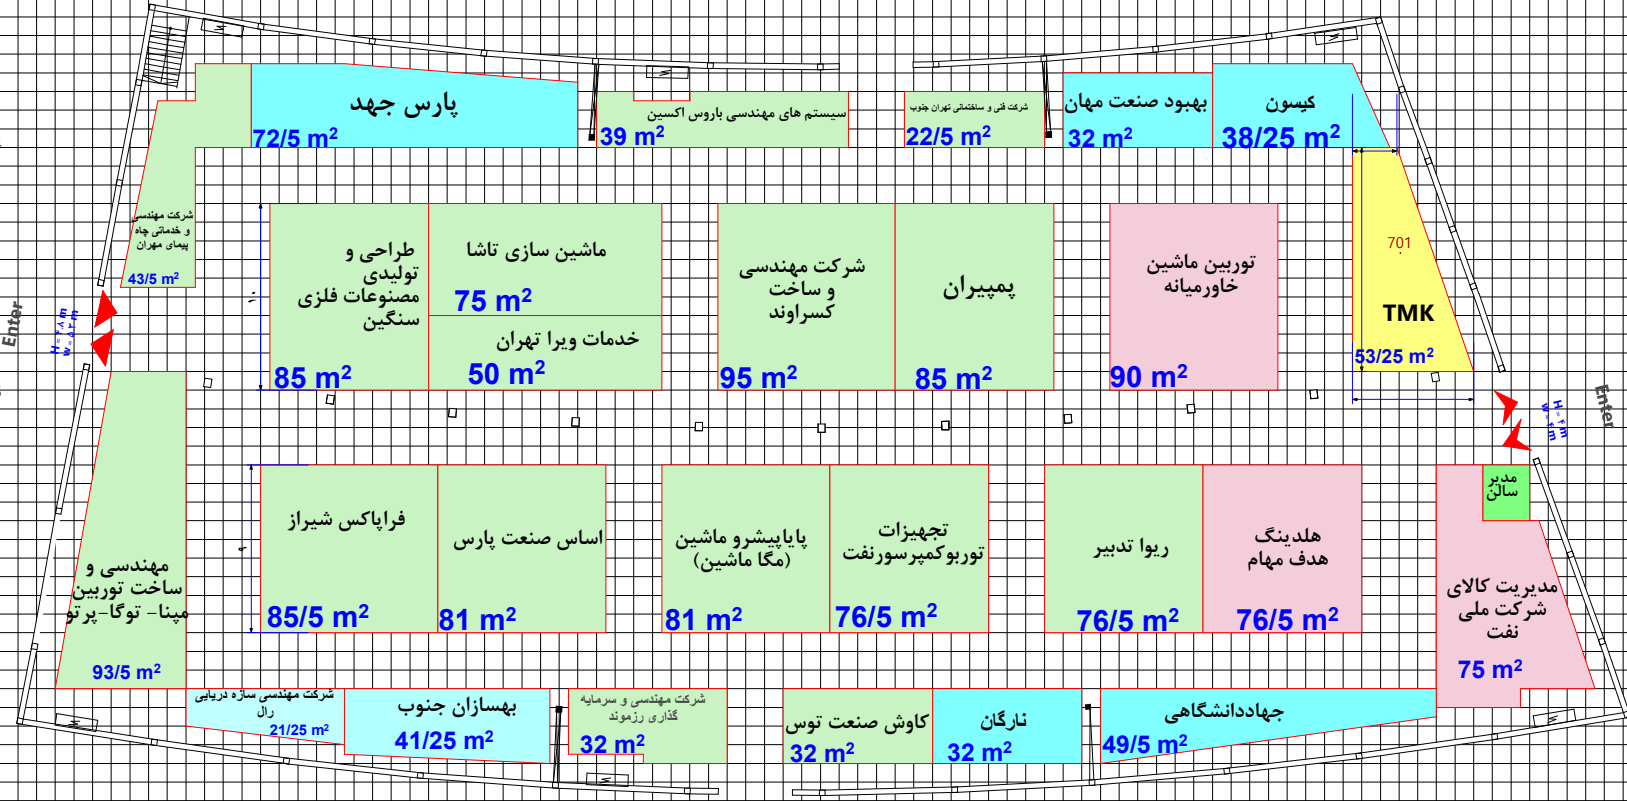 پارس جهد
72/5 m²
سیستم های مهندسی باروس اکسین
39 m²
شرکت فنی و ساختمانی تهران جنوب
22/5 m²
بهبود صنعت مهان
32 m²
کیسون
38/25 m²
شرکت مهندسی
و خدماتی چاه
پیمای مهران
43/5 m²
طراحی و
تولیدی
مصنوعات فلزی
سنگین
85 m²
ماشین سازی تاشا
75 m²
خدمات ویرا تهران
50 m²
شرکت مهندسی
و ساخت
کسراوند
95 m²
پمپیران
85 m²
توربین ماشین
خاورمیانه
90 m²
701
TMK
53/25 m²
Enter
H = ۴.۸ m
w = ۵.۲ m
Enter
H = ۴ m
w = ۴ m
مهندسی و
ساخت توربین
مپنا- توگا-پرتو
93/5 m²
فراپاکس شیراز
85/5 m²
اساس صنعت پارس
81 m²
پایاپیشرو ماشین
(مگا ماشین)
81 m²
تجهیزات
توربوکمپرسورنفت
76/5 m²
ریوا تدبیر
76/5 m²
هلدینگ
هدف مهام
76/5 m²
مدیر
سالن
مدیریت کالای
شرکت ملی
نفت
75 m²
شرکت مهندسی سازه دریایی
رال
21/25 m²
بهسازان جنوب
41/25 m²
شرکت مهندسی و سرمایه
گذاری رزموند
32 m²
کاوش صنعت توس
32 m²
نارگان
32 m²
جهاددانشگاهی
49/5 m²